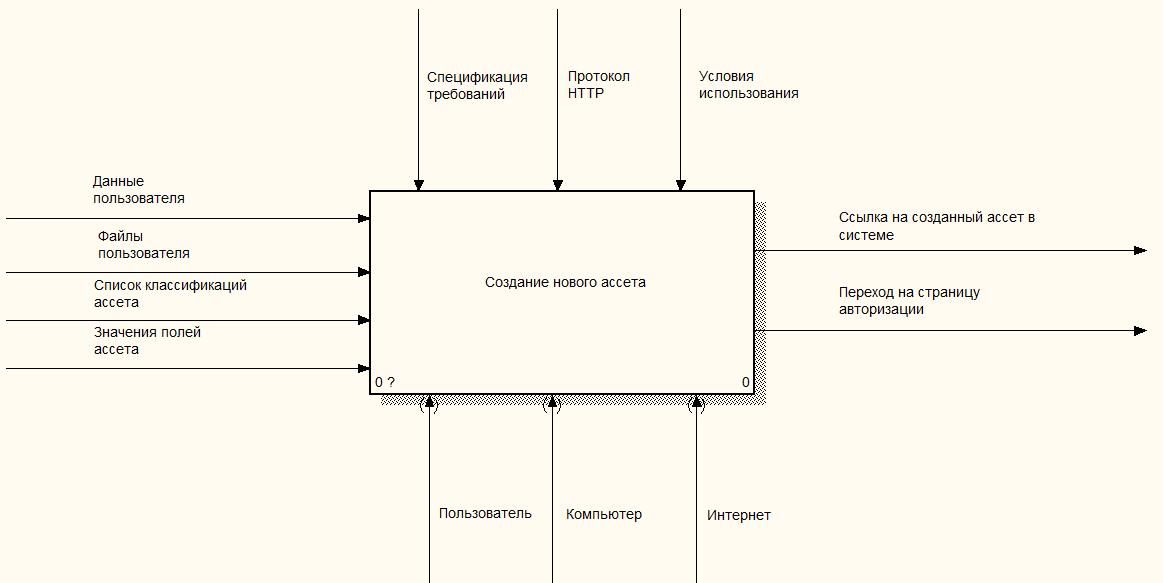 Спецификация
требований
Протокол
HTTP
Условия
использования
Данные
пользователя
Файлы
пользователя
Список классификаций
ассета
Значения полей
ассета
Создание нового ассета
0 ?
0
Ссылка на созданный ассет в
системе
Переход на страницу
авторизации
Пользователь
Компьютер
Интернет